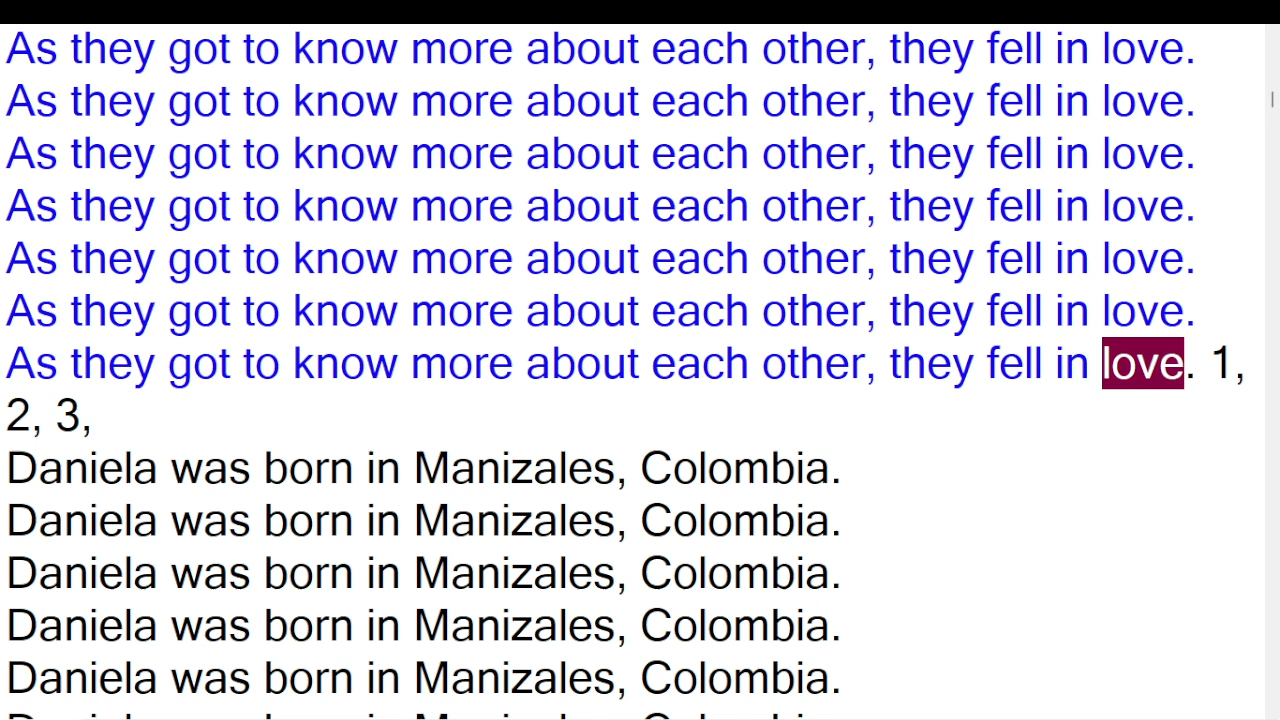 As they got to know more about each other, they fell in love.
As they got to know more about each other, they fell in love.
As they got to know more about each other, they fell in love.
As they got to know more about each other, they fell in love.
As they got to know more about each other, they fell in love.
As they got to know more about each other, they fell in love.
As they got to know more about each other, they fell in love. 1,
2, 3,
Daniela was born in Manizales, Colombia.
Daniela was born in Manizales, Colombia.
Daniela was born in Manizales, Colombia.
Daniela was born in Manizales, Colombia.
Daniela was born in Manizales, Colombia.